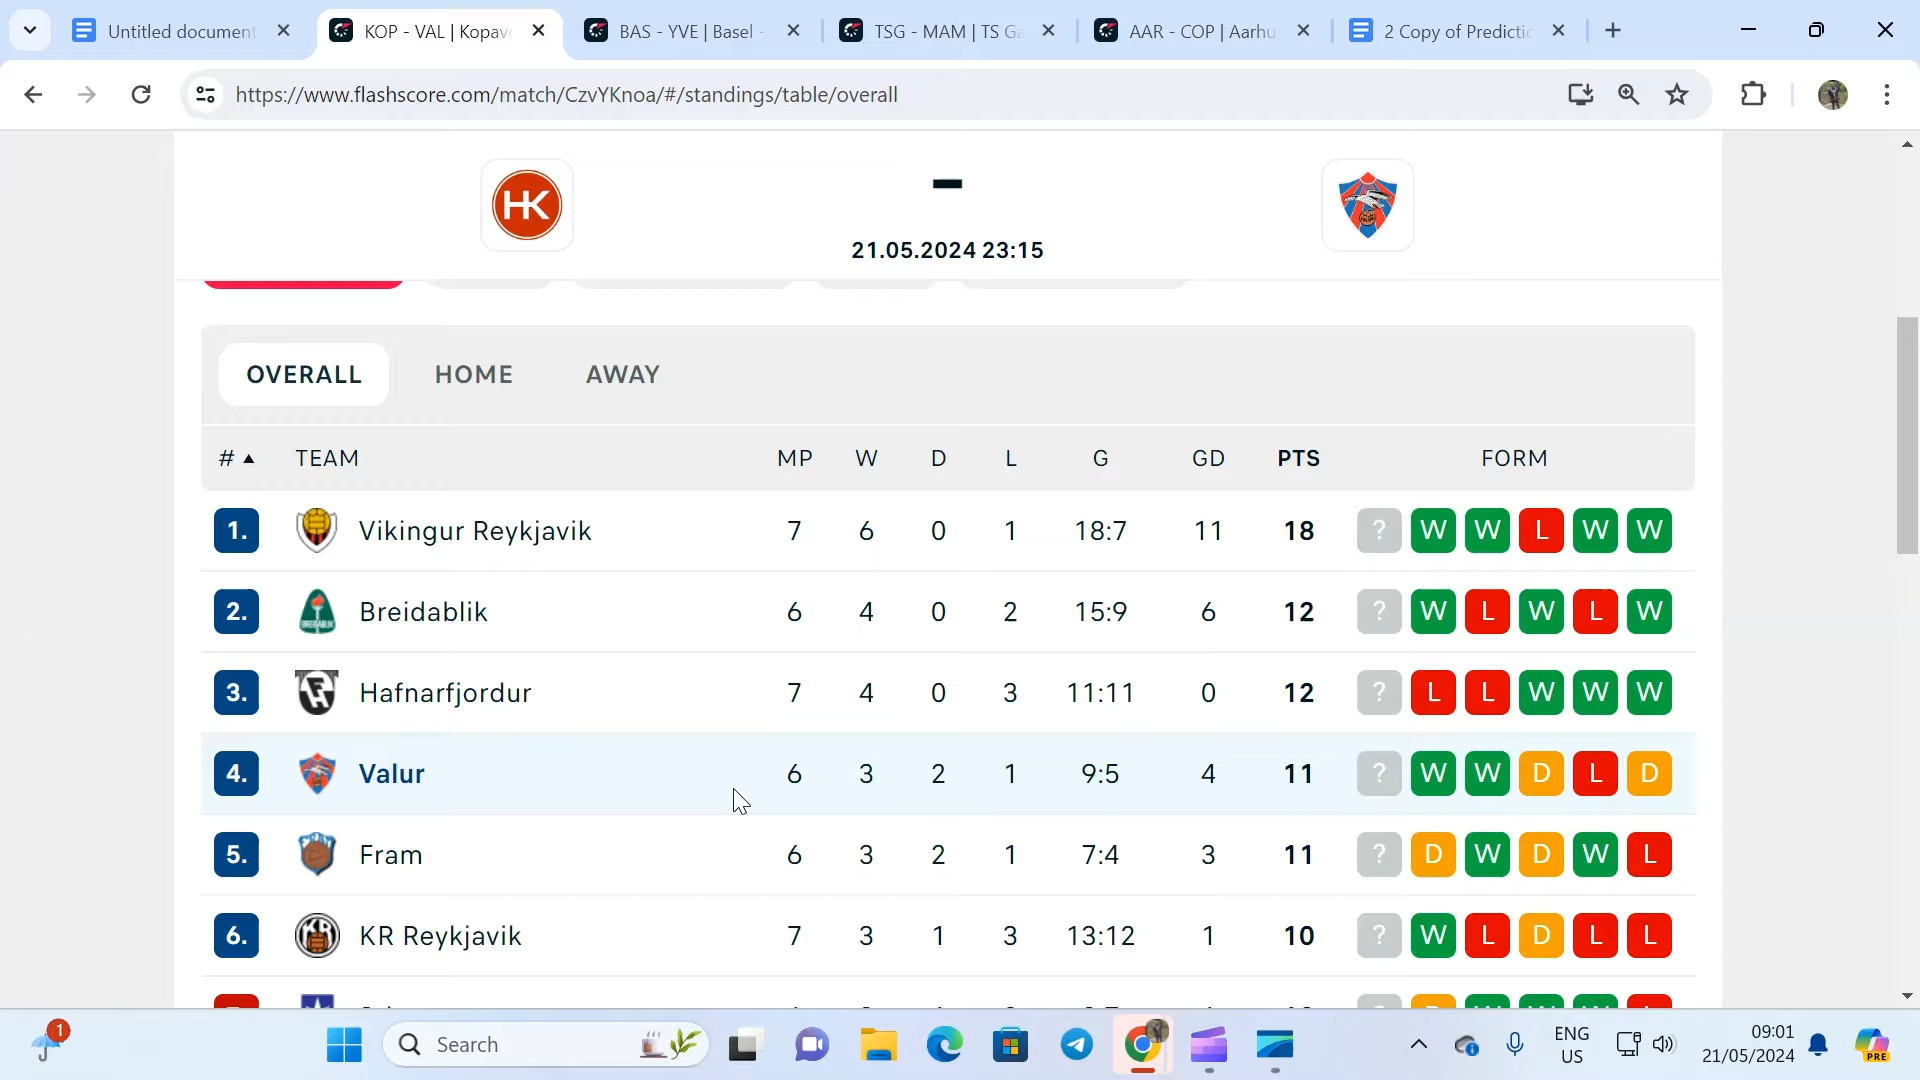 Untitled document
KOP - VAL | Kopavo
BAS - YVE | Basel -
TSG - MAM | TS Ga
AAR - COP | Aarhu
2 Copy of Predictio
https://www.flashscore.com/match/CzvYKnoa/#/standings/table/overall
HK
-
21.05.2024 23:15
OVERALL HOME AWAY
# TEAM MP W D L G GD PTS FORM
1. Vikingur Reykjavik 7 6 0 1 18:7 11 18 ? W W L W W
2. Breidablik 6 4 0 2 15:9 6 12 ? W L W L W
3. Hafnarfjordur 7 4 0 3 11:11 0 12 ? L L W W W
4. Valur 6 3 2 1 9:5 4 11 ? W W D L D
5. Fram 6 3 2 1 7:4 3 11 ? D W D W L
6. KR Reykjavik 7 3 1 3 13:12 1 10 ? W L D L L
1
Search
ENG
US
09:01
21/05/2024
PRE